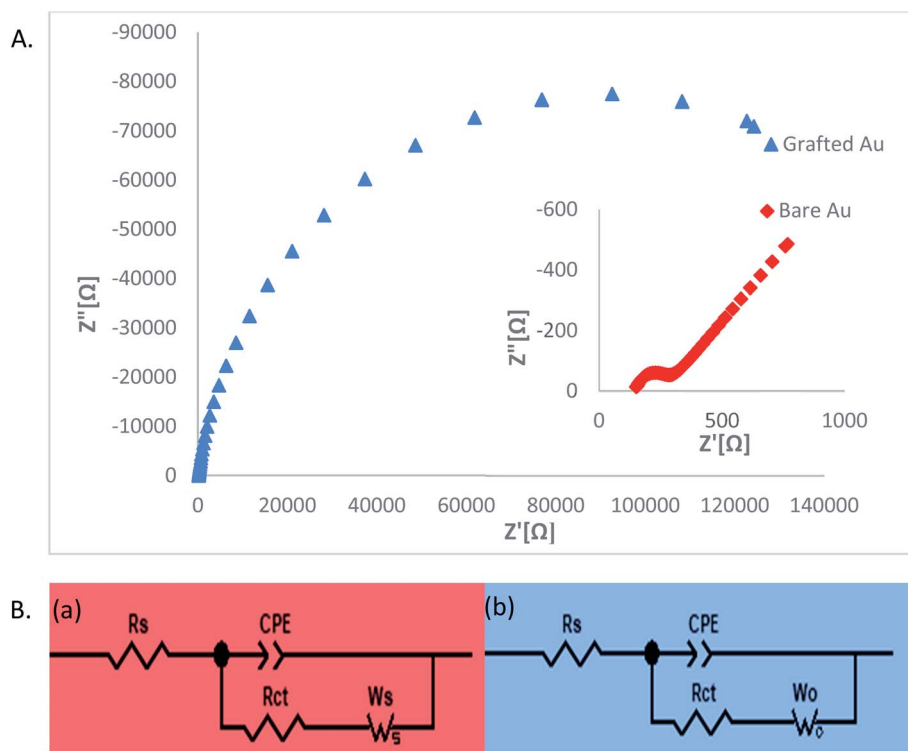 A.
-90000
-80000
-70000
-60000
-50000
-40000
-30000
-20000
-10000
0
Z"[Ω]
0 20000 40000 60000 80000 100000 120000 140000
Z'[Ω]
Grafted Au
-600
-400
-200
0
Z"[Ω]
0 500 1000
Z'[Ω]
Bare Au
B.
(a)
Rs CPE
Rct Ws
s
(b)
Rs CPE
Rct Wo
o